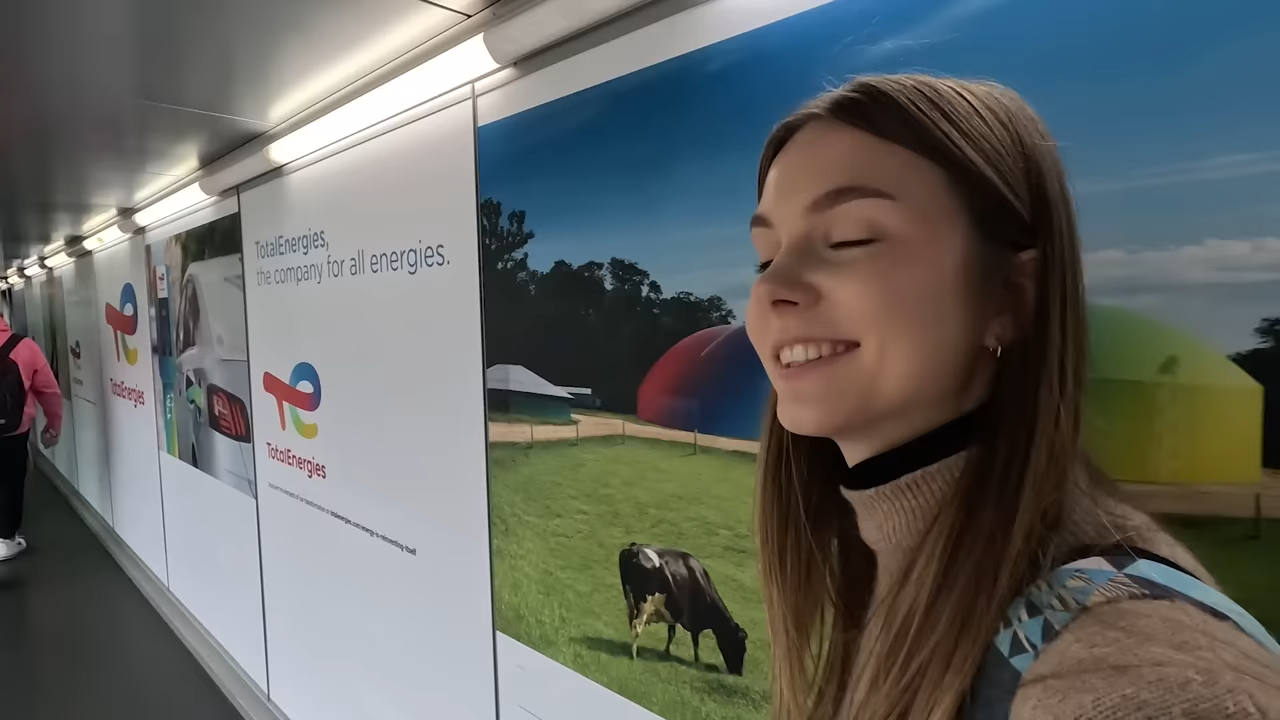 TotalEnergies,
the company for all energies.
TotalEnergies
TotalEnergies